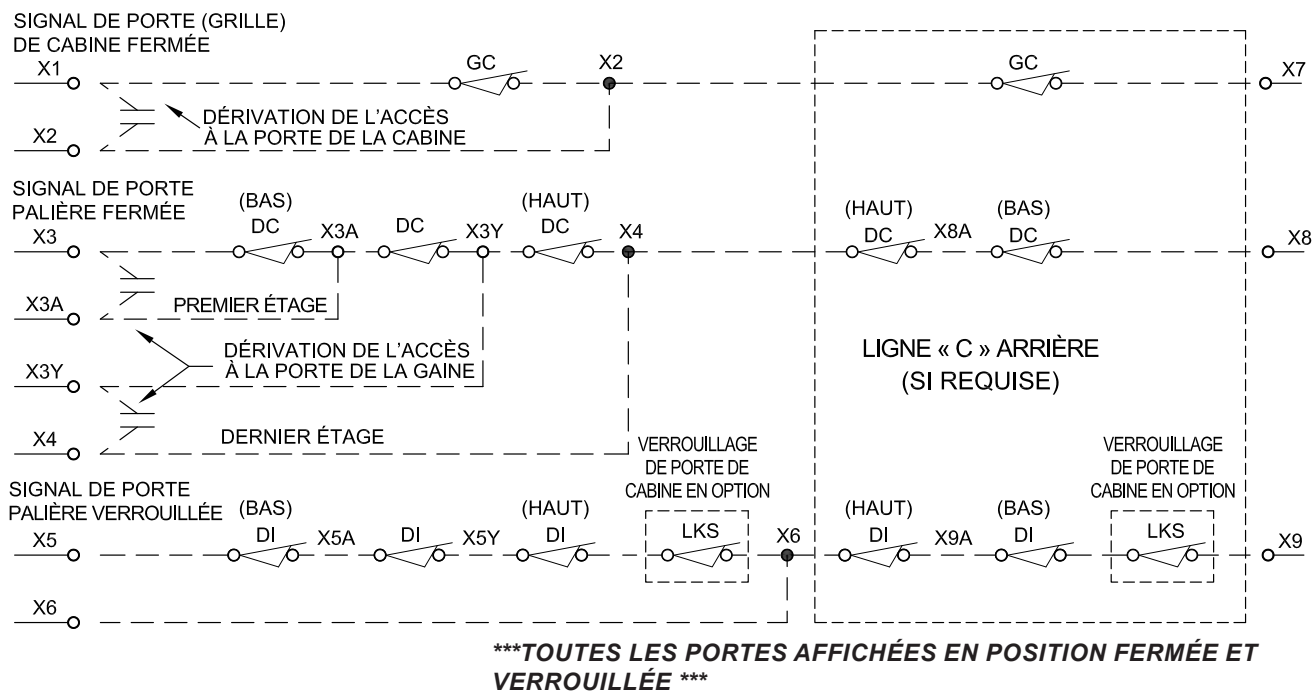 SIGNAL DE PORTE (GRILLE)
DE CABINE FERMÉE
X1
GC
X2
GC
X7
DÉRIVATION DE L'ACCÈS
À LA PORTE DE LA CABINE
X2
SIGNAL DE PORTE
PALIÈRE FERMÉE
(BAS)
(HAUT)
(HAUT)
(BAS)
X3
DC
X3A
DC
X3Y
DC
X4
DC
X8A
DC
X8
X3A
PREMIER ÉTAGE
DÉRIVATION DE L'ACCÈS
À LA PORTE DE LA GAINE
X3Y
LIGNE « C » ARRIÈRE
(SI REQUISE)
X4
DERNIER ÉTAGE
VERROUILLAGE
DE PORTE DE
CABINE EN OPTION
VERROUILLAGE
DE PORTE DE
CABINE EN OPTION
SIGNAL DE PORTE
PALIÈRE VERROUILLÉE
(BAS)
(HAUT)
(HAUT)
(BAS)
X5
DI
X5A
DI
X5Y
DI
LKS
X6
DI
X9A
DI
LKS
X9
X6
***TOUTES LES PORTES AFFICHÉES EN POSITION FERMÉE ET
VERROUILLÉE ***